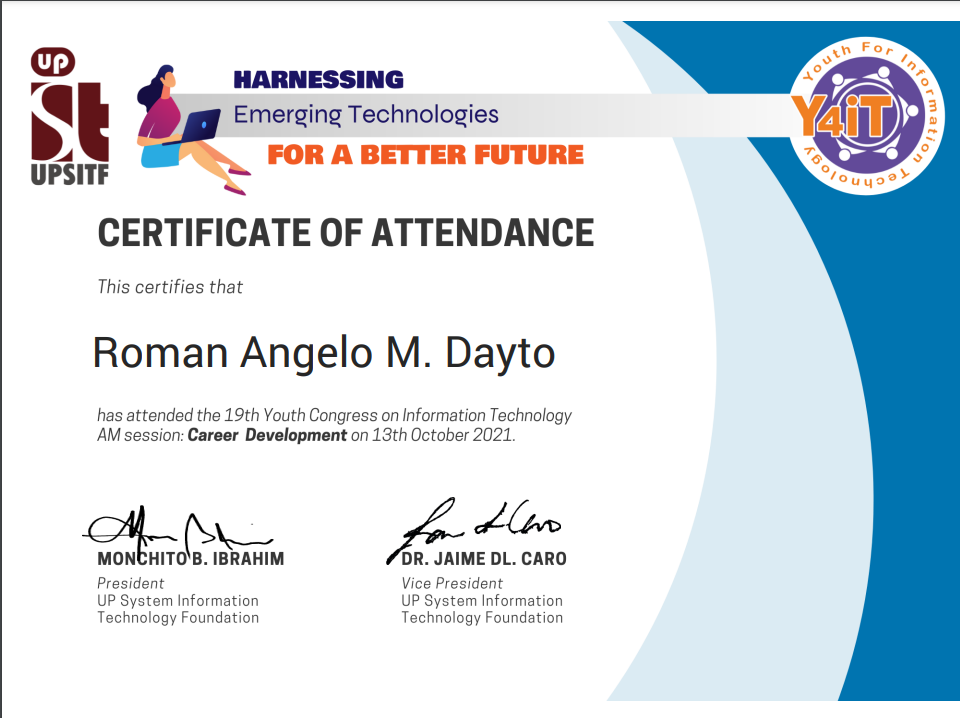 UP
St
UPSITF
HARNESSING
Emerging Technologies
FOR A BETTER FUTURE
Youth For Information Technology
Y4iT
CERTIFICATE OF ATTENDANCE
This certifies that
Roman Angelo M. Dayto
has attended the 19th Youth Congress on Information Technology
AM session: Career Development on 13th October 2021.
MONCHITO B. IBRAHIM
President
UP System Information
Technology Foundation
DR. JAIME DL. CARO
Vice President
UP System Information
Technology Foundation